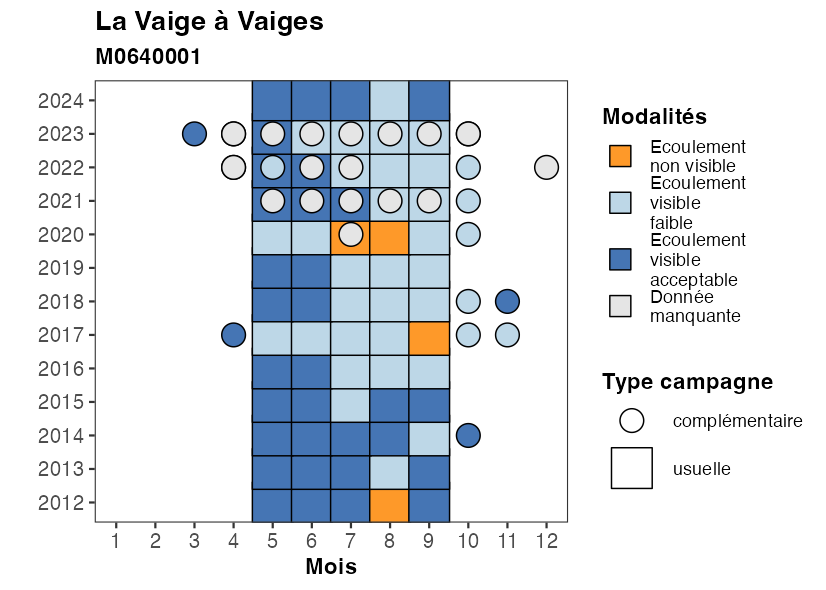 La Vaige à Vaiges
M0640001
2024
2023
2022
2021
2020
2019
2018
2017
2016
2015
2014
2013
2012
1 2 3 4 5 6 7 8 9 10 11 12
Mois
Modalités
Ecoulement
non visible
Ecoulement
visible
faible
Ecoulement
visible
acceptable
Donnée
manquante
Type campagne
complémentaire
usuelle